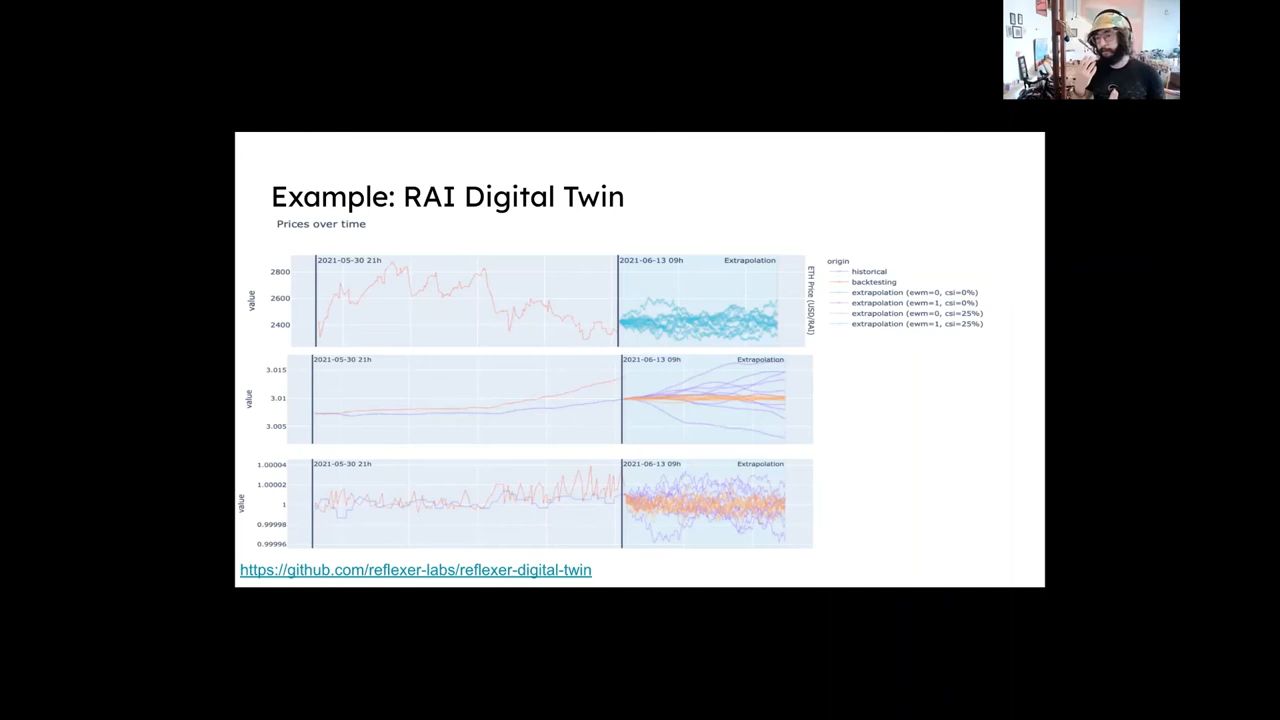 Example: RAI Digital Twin
Prices over time
2021-05-30 21h
2021-06-13 09h
Extrapolation
2800
2600
2400
value
ETH Price (USD/RAI)
origin
historical
backtesting
extrapolation (ewm=0, csi=0%)
extrapolation (ewm=1, csi=0%)
extrapolation (ewm=0, csi=25%)
extrapolation (ewm=1, csi=25%)
2021-05-30 21h
2021-06-13 09h
Extrapolation
3.015
3.01
3.005
value
2021-05-30 21h
2021-06-13 09h
Extrapolation
1.00004
1.00002
1
0.99998
0.99996
value
https://github.com/reflexer-labs/reflexer-digital-twin